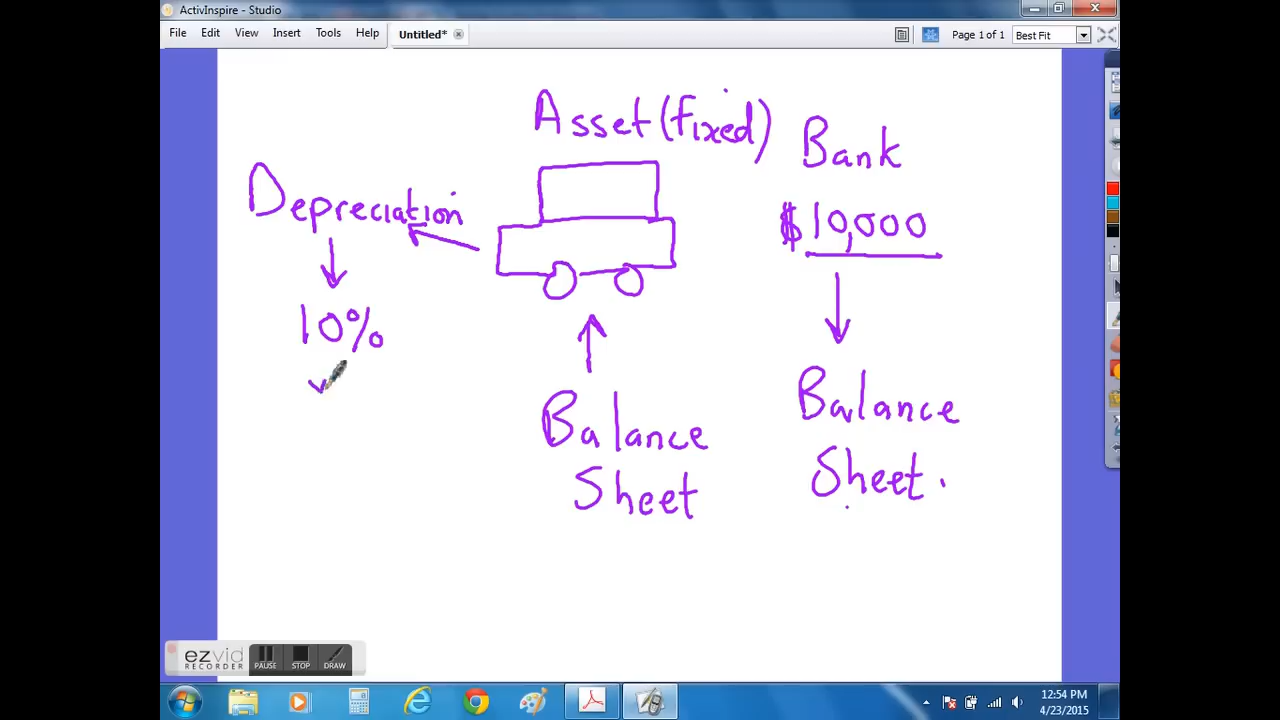 ActivInspire - Studio
File Edit View Insert Tools Help Untitled* Page 1 of 1 Best Fit
Asset (Fixed)
Bank
Depreciation
$10,000
10%
Balance
Sheet
Balance
Sheet.
ezvid
RECORDER
PAUSE STOP DRAW
12:54 PM
4/23/2015